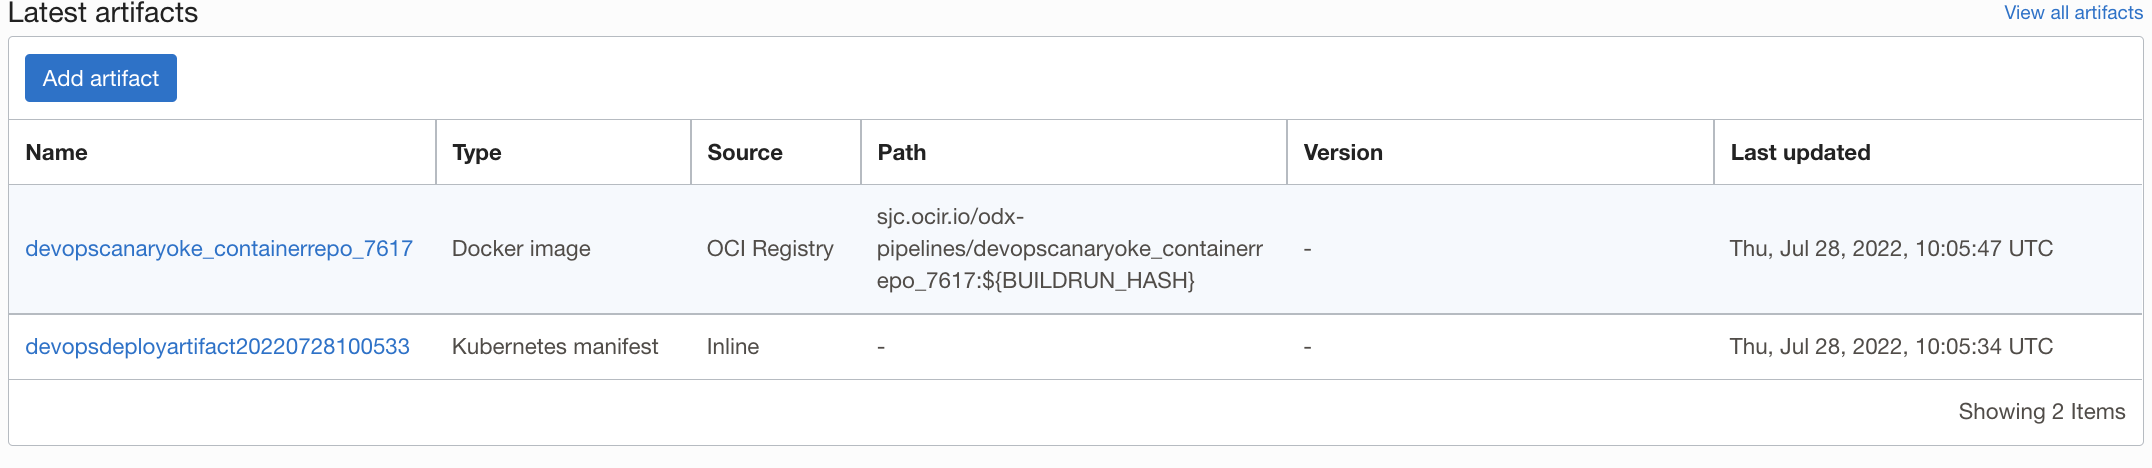 Latest artifacts
View all artifacts
Add artifact
Name Type Source Path Version Last updated
sjc.ocir.io/odx-
devopscanaryoke_containerrepo_7617 Docker image OCI Registry pipelines/devopscanaryoke_containerr - Thu, Jul 28, 2022, 10:05:47 UTC
epo_7617:${BUILDRUN_HASH}
devopsdeployartifact20220728100533 Kubernetes manifest Inline - - Thu, Jul 28, 2022, 10:05:34 UTC
Showing 2 Items